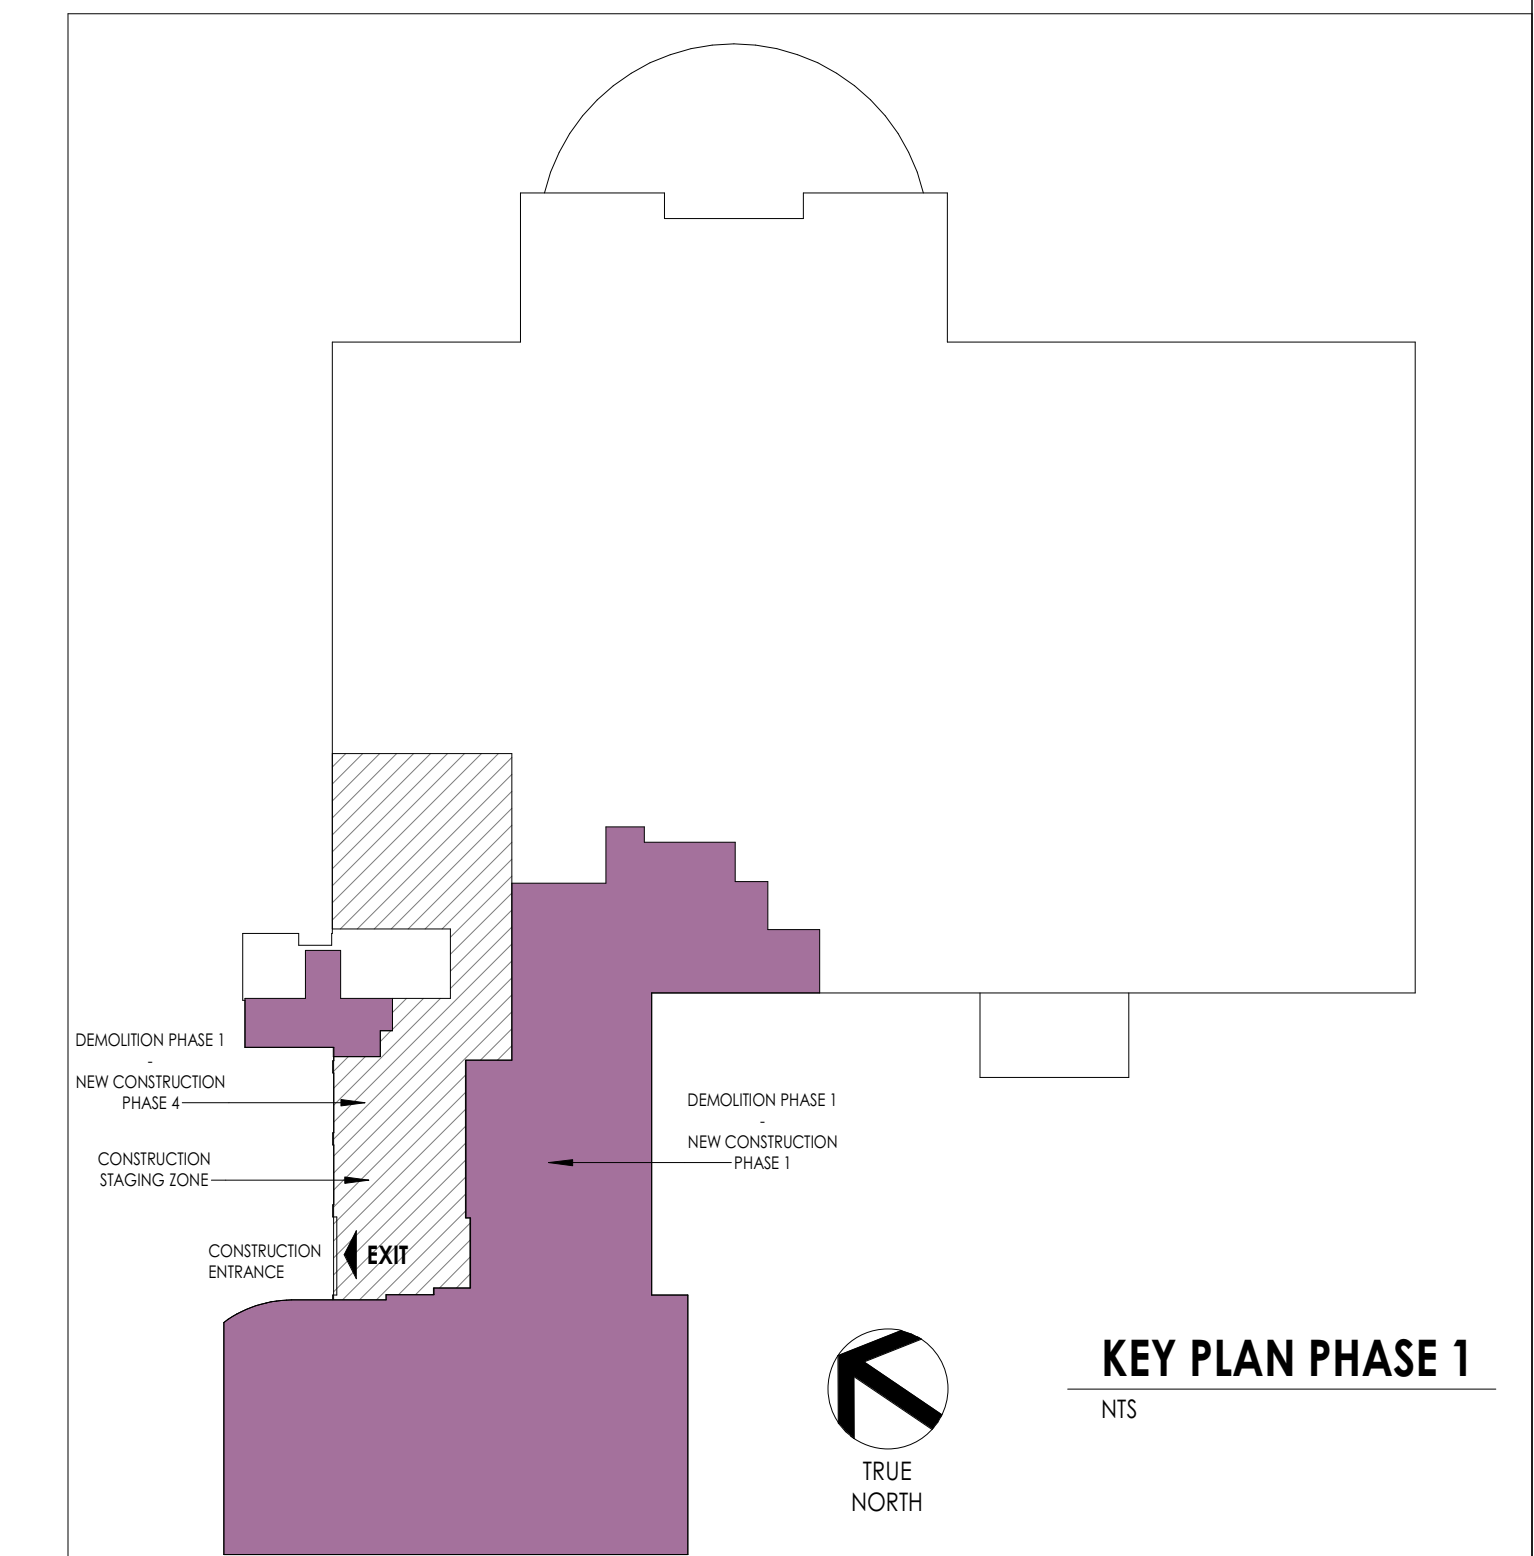 DEMOLITION PHASE 1
-
NEW CONSTRUCTION
PHASE 4
CONSTRUCTION
STAGING ZONE
CONSTRUCTION
ENTRANCE
EXIT
DEMOLITION PHASE 1
-
NEW CONSTRUCTION
PHASE 1
TRUE
NORTH
KEY PLAN PHASE 1
NTS